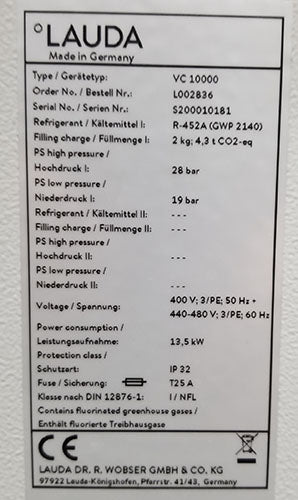 °LAUDA
Made in Germany
Type / Gerätetyp: VC 10000
Order No. / Bestell Nr.: L002836
Serial No. / Serien Nr.: S200010181
Refrigerant / Kältemittel I: R-452A (GWP 2140)
Filling charge / Füllmenge I: 2 kg; 4,3 t CO2-eq
PS high pressure /
Hochdruck I: 28 bar
PS low pressure /
Niederdruck I: 19 bar
Refrigerant / Kältemittel II: ---
Filling charge / Füllmenge II: ---
PS high pressure /
Hochdruck II: ---
PS low pressure /
Niederdruck II: ---
Voltage / Spannung: 400 V; 3/PE; 50 Hz +
440-480 V; 3/PE; 60 Hz
Power consumption /
Leistungsaufnahme: 13,5 kW
Protection class /
Schutzart: IP 32
Fuse / Sicherung: T25 A
Klasse nach DIN 12876-1: I / NFL
Contains fluorinated greenhouse gases /
Enthält fluorierte Treibhausgase
CE
LAUDA DR. R. WOBSER GMBH & CO. KG
97922 Lauda-Königshofen, Pfarrstr. 41/43, Germany